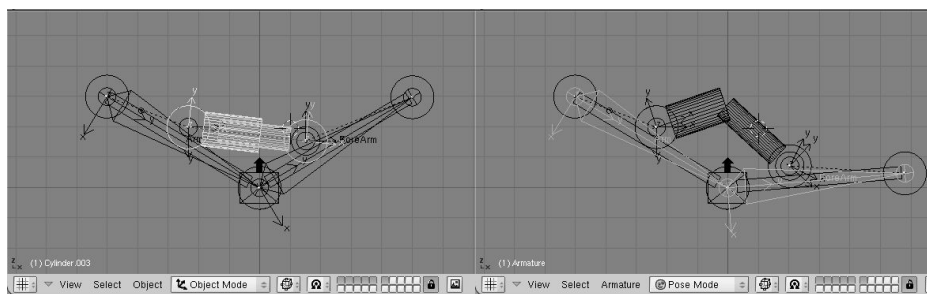 y
y
y
x
y
ForeArm
x
(1) Cylinder.003
z
x
View Select Object Object Mode
y
y
y
x
y
x
ForeArm
x
(1) Armature
z
x
View Select Armature Pose Mode